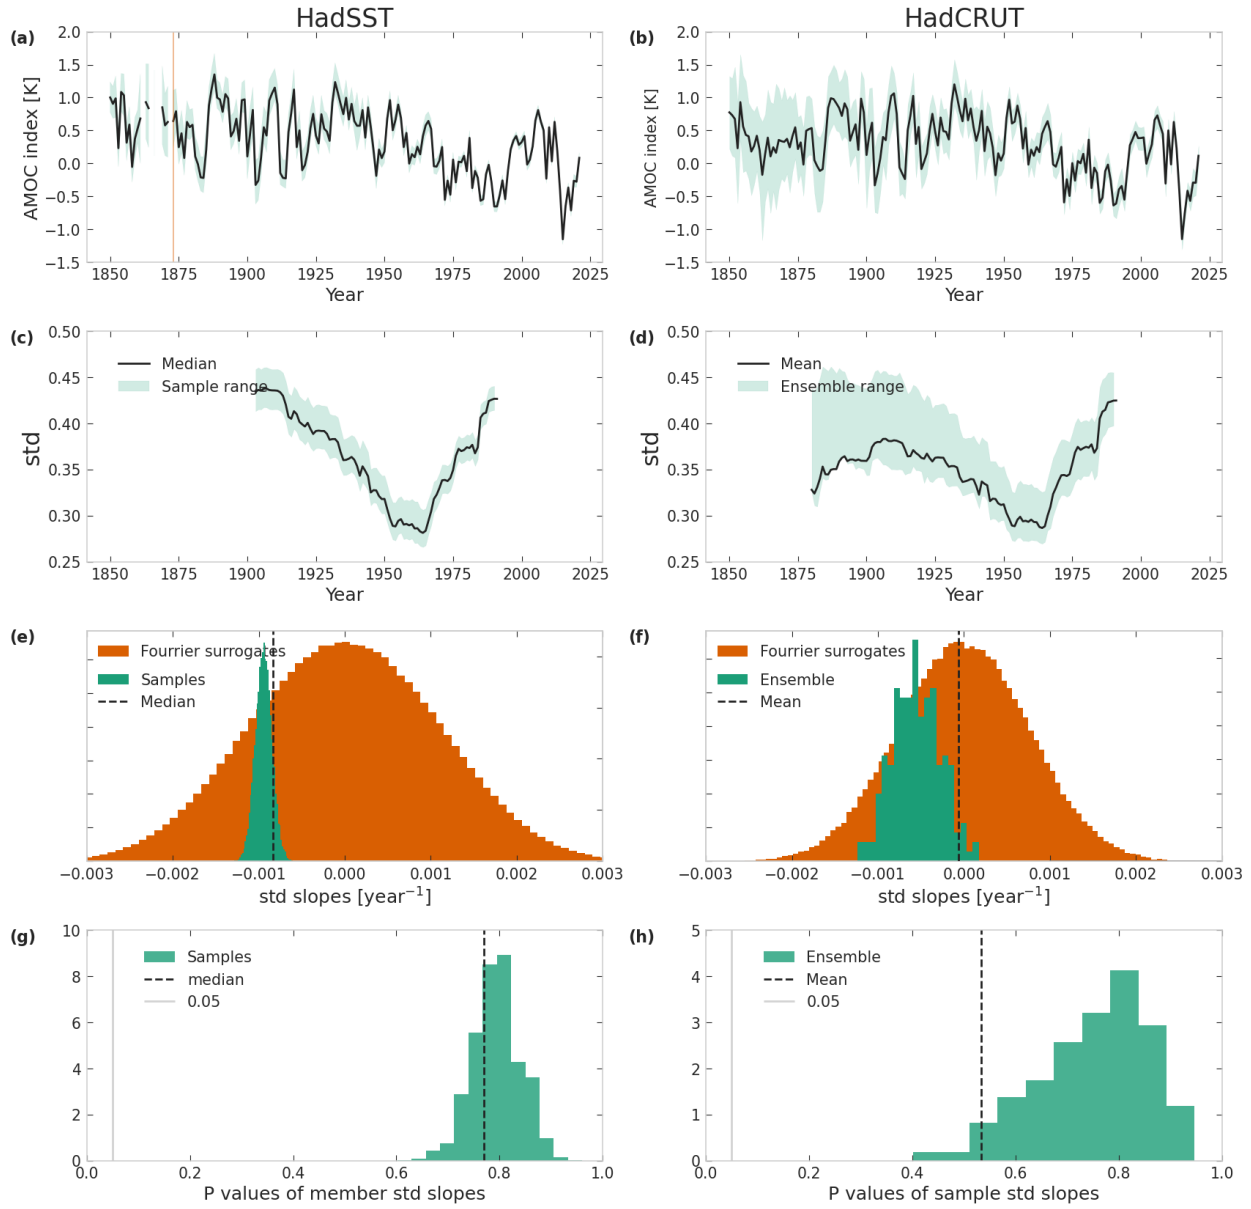 HadSST
HadCRUT
(a)
(b)
2.0
1.5
1.0
0.5
0.0
−0.5
−1.0
−1.5
AMOC index [K]
1850 1875 1900 1925 1950 1975 2000 2025
Year
2.0
1.5
1.0
0.5
0.0
−0.5
−1.0
−1.5
AMOC index [K]
1850 1875 1900 1925 1950 1975 2000 2025
Year
(c)
0.50
0.45
0.40
0.35
0.30
0.25
std
Median
Sample range
1850 1875 1900 1925 1950 1975 2000 2025
Year
(d)
0.50
0.45
0.40
0.35
0.30
0.25
std
Mean
Ensemble range
1850 1875 1900 1925 1950 1975 2000 2025
Year
(e)
Fourrier surrogates
Samples
Median
−0.003 −0.002 −0.001 0.000 0.001 0.002 0.003
std slopes [year⁻¹]
(f)
Fourrier surrogates
Ensemble
Mean
−0.003 −0.002 −0.001 0.000 0.001 0.002 0.003
std slopes [year⁻¹]
(g)
10
8
6
4
2
0
Samples
median
0.05
0.0 0.2 0.4 0.6 0.8 1.0
P values of member std slopes
(h)
5
4
3
2
1
0
Ensemble
Mean
0.05
0.0 0.2 0.4 0.6 0.8 1.0
P values of sample std slopes